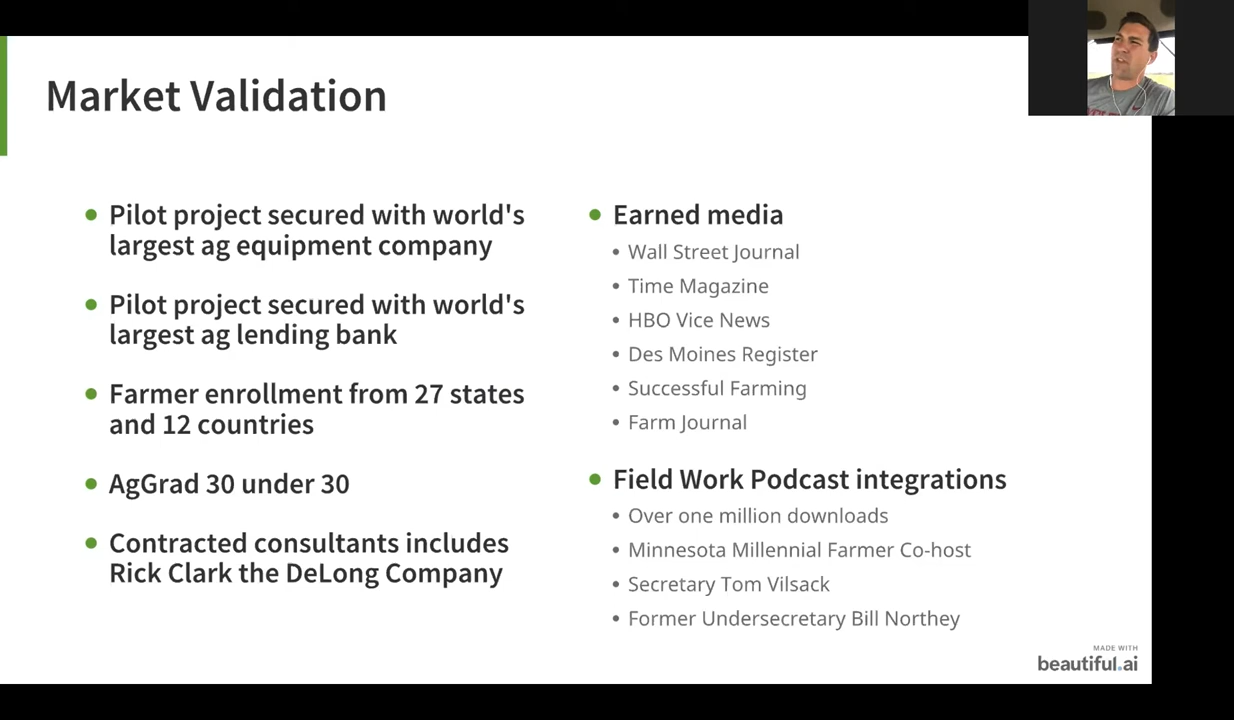 Market Validation
Pilot project secured with world's
largest ag equipment company
Pilot project secured with world's
largest ag lending bank
Farmer enrollment from 27 states
and 12 countries
AgGrad 30 under 30
Contracted consultants includes
Rick Clark the DeLong Company
Earned media
Wall Street Journal
Time Magazine
HBO Vice News
Des Moines Register
Successful Farming
Farm Journal
Field Work Podcast integrations
Over one million downloads
Minnesota Millennial Farmer Co-host
Secretary Tom Vilsack
Former Undersecretary Bill Northey
MADE WITH
beautiful.ai